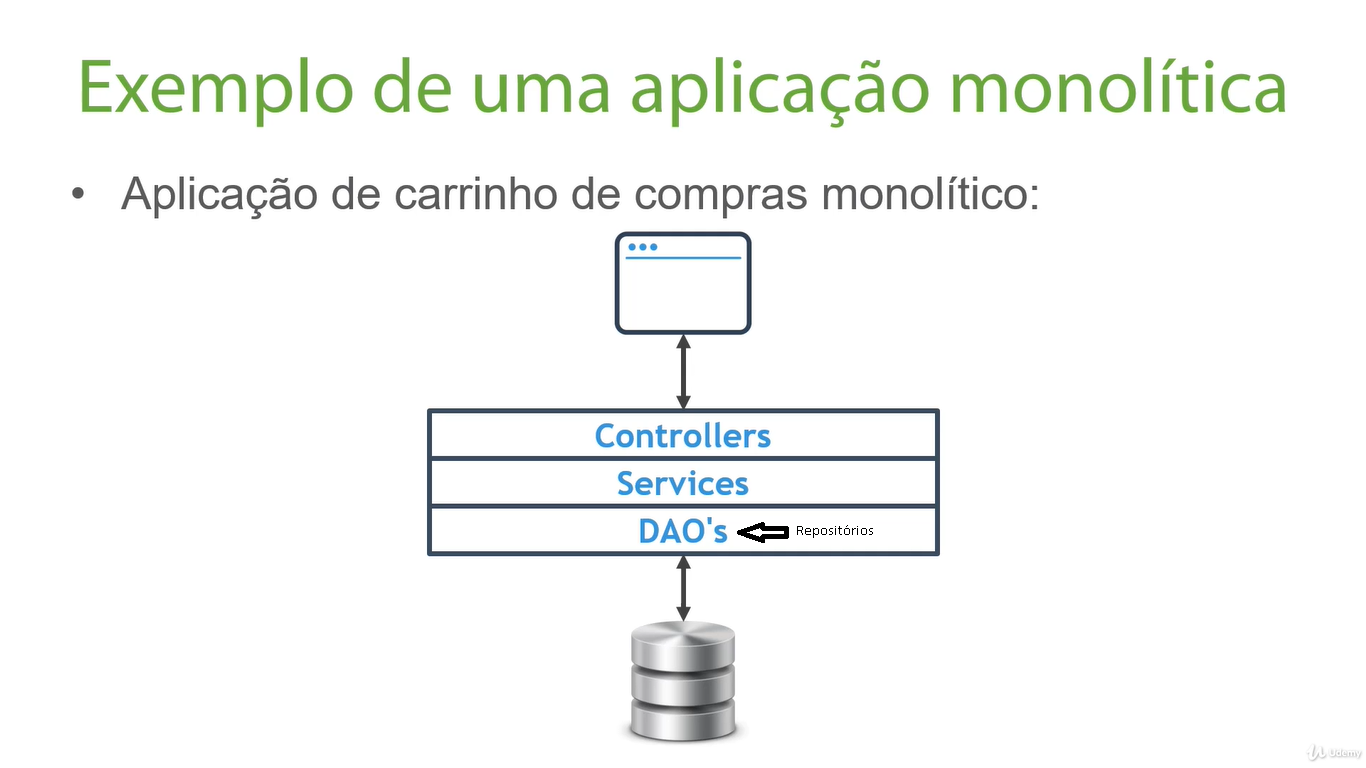 Exemplo de uma aplicação monolítica
• Aplicação de carrinho de compras monolítico:
Controllers
Services
DAO's Repositórios
Udemy